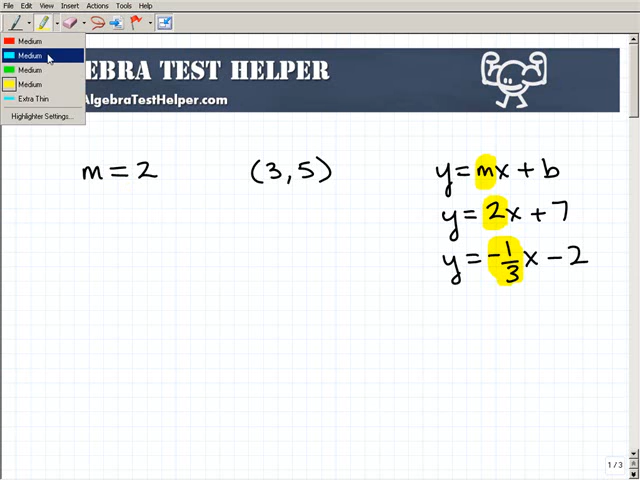 File Edit View Insert Actions Tools Help
Medium
Medium
Medium
Medium
Extra Thin
Highlighter Settings...
EBRA TEST HELPER
AlgebraTestHelper.com
m = 2 (3, 5) y = mx + b
y = 2x + 7
y = -1/3 x - 2
1 / 3